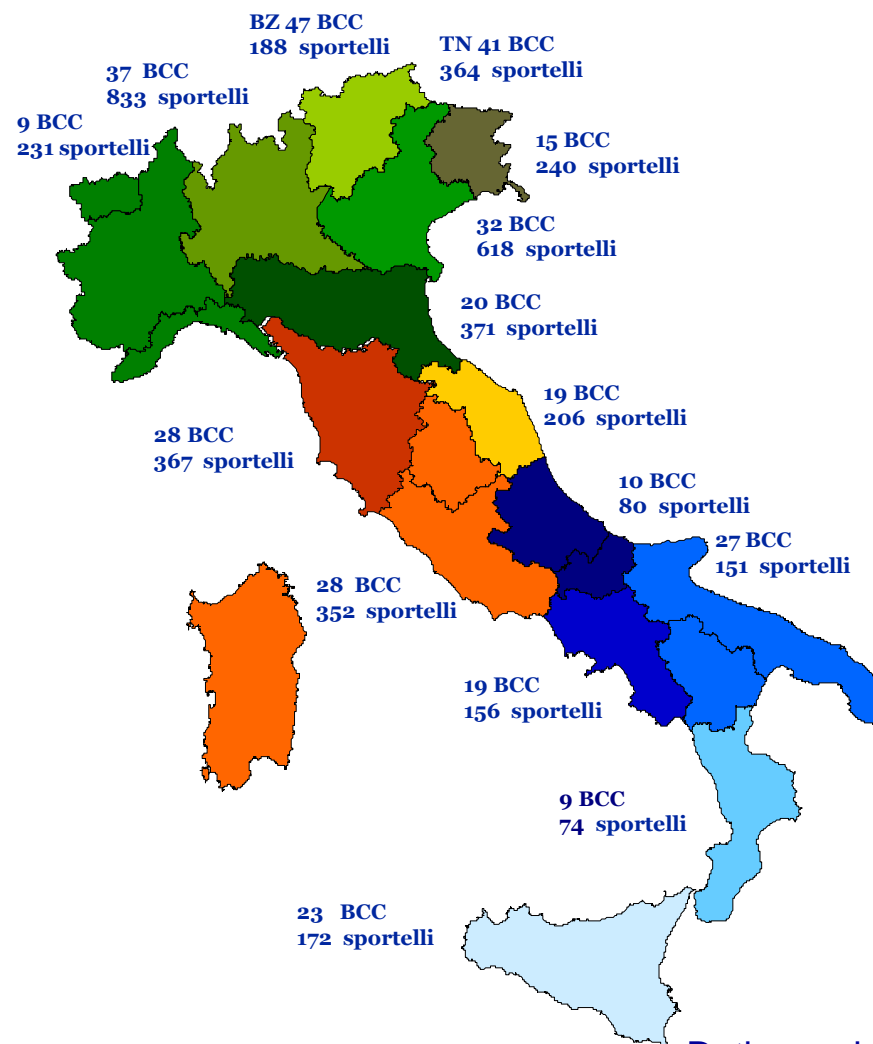 BZ 47 BCC
188 sportelli
TN 41 BCC
364 sportelli
37 BCC
833 sportelli
9 BCC
231 sportelli
15 BCC
240 sportelli
32 BCC
618 sportelli
20 BCC
371 sportelli
19 BCC
206 sportelli
28 BCC
367 sportelli
10 BCC
80 sportelli
27 BCC
151 sportelli
28 BCC
352 sportelli
19 BCC
156 sportelli
9 BCC
74 sportelli
23 BCC
172 sportelli